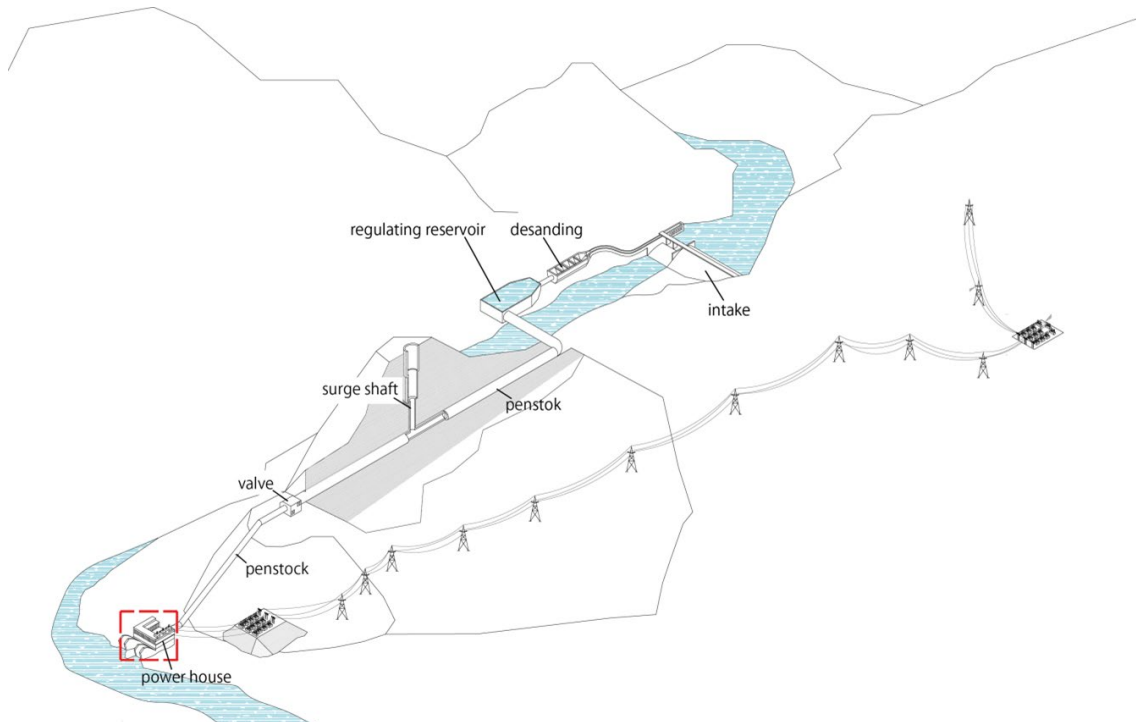 regulating reservoir
desanding
intake
surge shaft
penstok
valve
penstock
power house